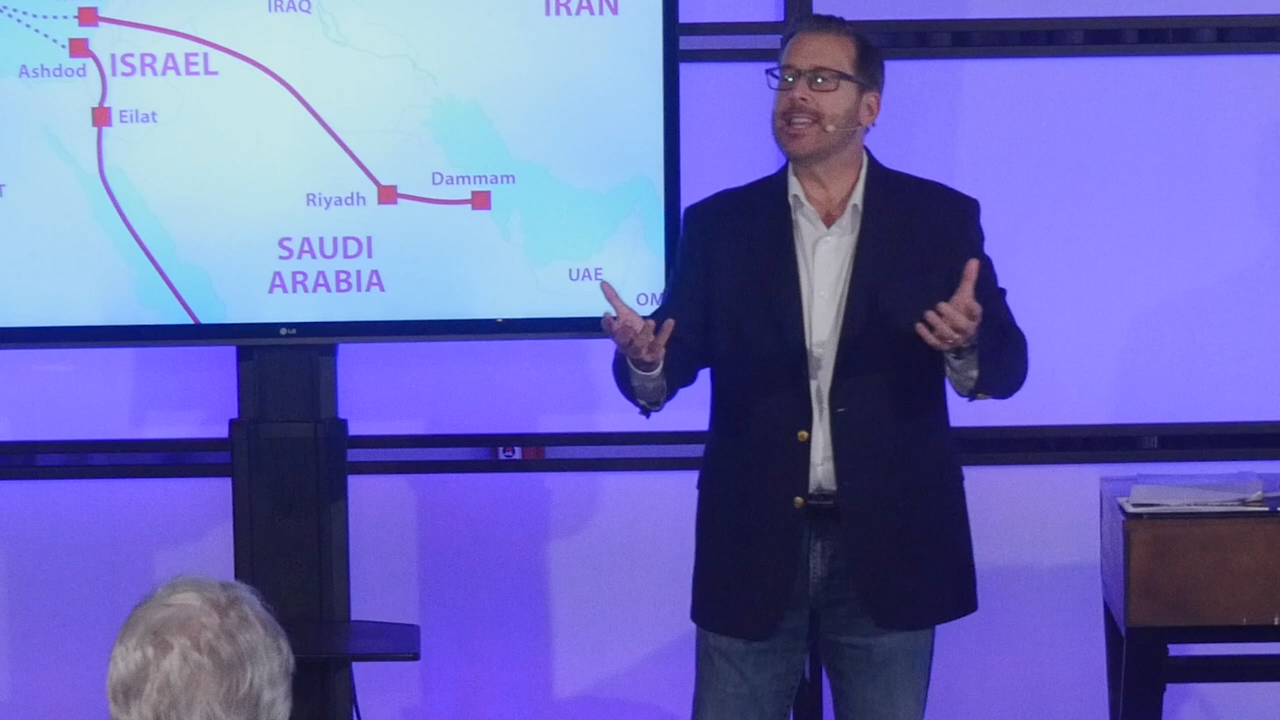 IRAQ
IRAN
Ashdod
ISRAEL
Eilat
Dammam
Riyadh
SAUDI
ARABIA
UAE
LG